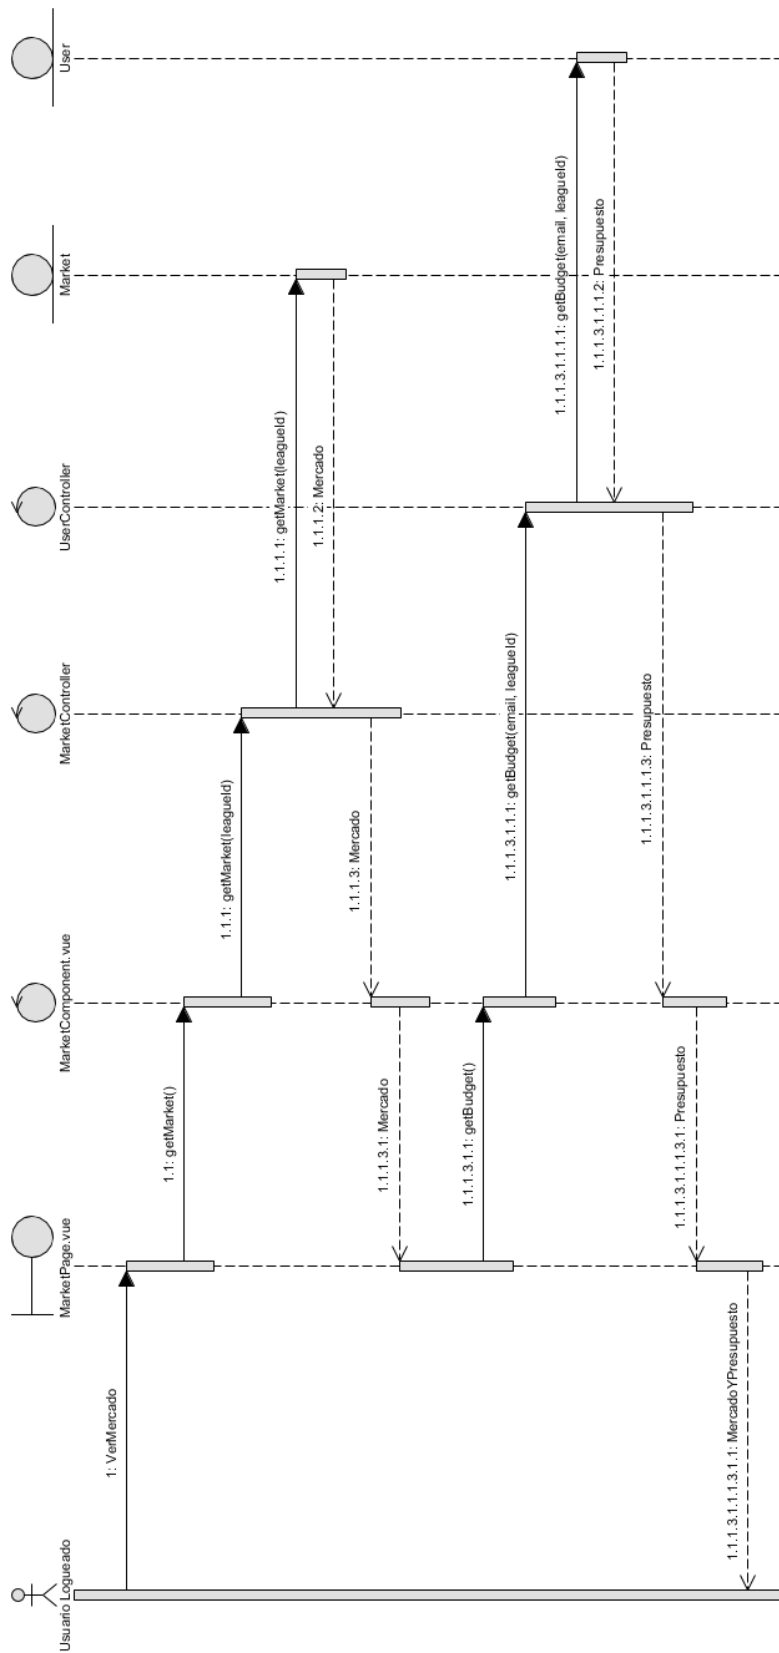 Usuario Logueado
MarketPage.vue
MarketComponent.vue
MarketController
UserController
Market
User
1: VerMercado
1.1: getMarket()
1.1.1: getMarket(leagueId)
1.1.1.1: getMarket(leagueId)
1.1.1.2: Mercado
1.1.1.3: Mercado
1.1.1.3.1: Mercado
1.1.1.3.1.1: getBudget()
1.1.1.3.1.1.1: getBudget(email, leagueId)
1.1.1.3.1.1.1.1: getBudget(email, leagueId)
1.1.1.3.1.1.1.2: Presupuesto
1.1.1.3.1.1.1.3: Presupuesto
1.1.1.3.1.1.1.3.1: Presupuesto
1.1.1.3.1.1.1.3.1.1: MercadoYPresupuesto